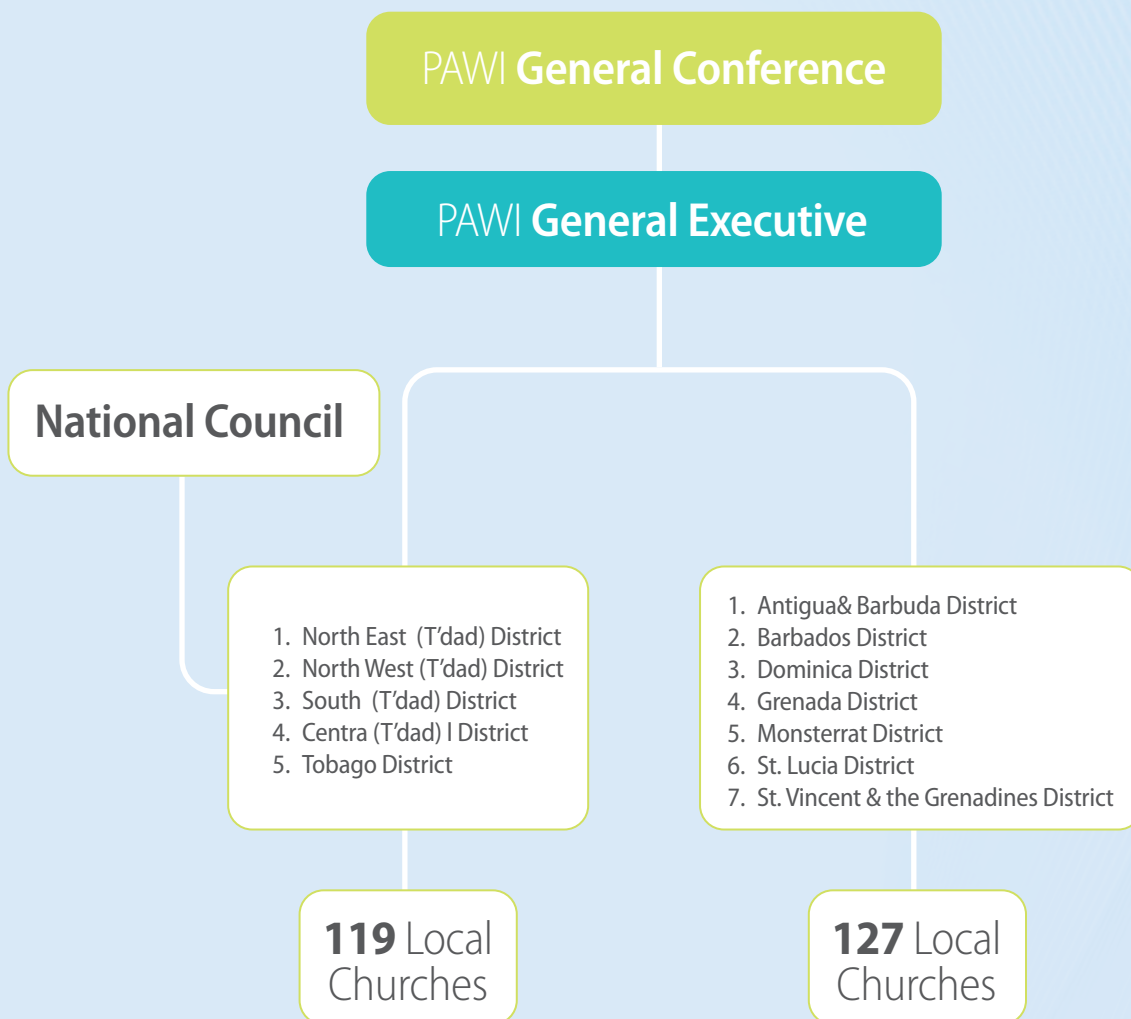 PAWI General Conference
PAWI General Executive
National Council
1. North East (T'dad) District
2. North West (T'dad) District
3. South (T'dad) District
4. Centra (T'dad) l District
5. Tobago District
1. Antigua& Barbuda District
2. Barbados District
3. Dominica District
4. Grenada District
5. Monsterrat District
6. St. Lucia District
7. St. Vincent & the Grenadines District
119 Local
Churches
127 Local
Churches